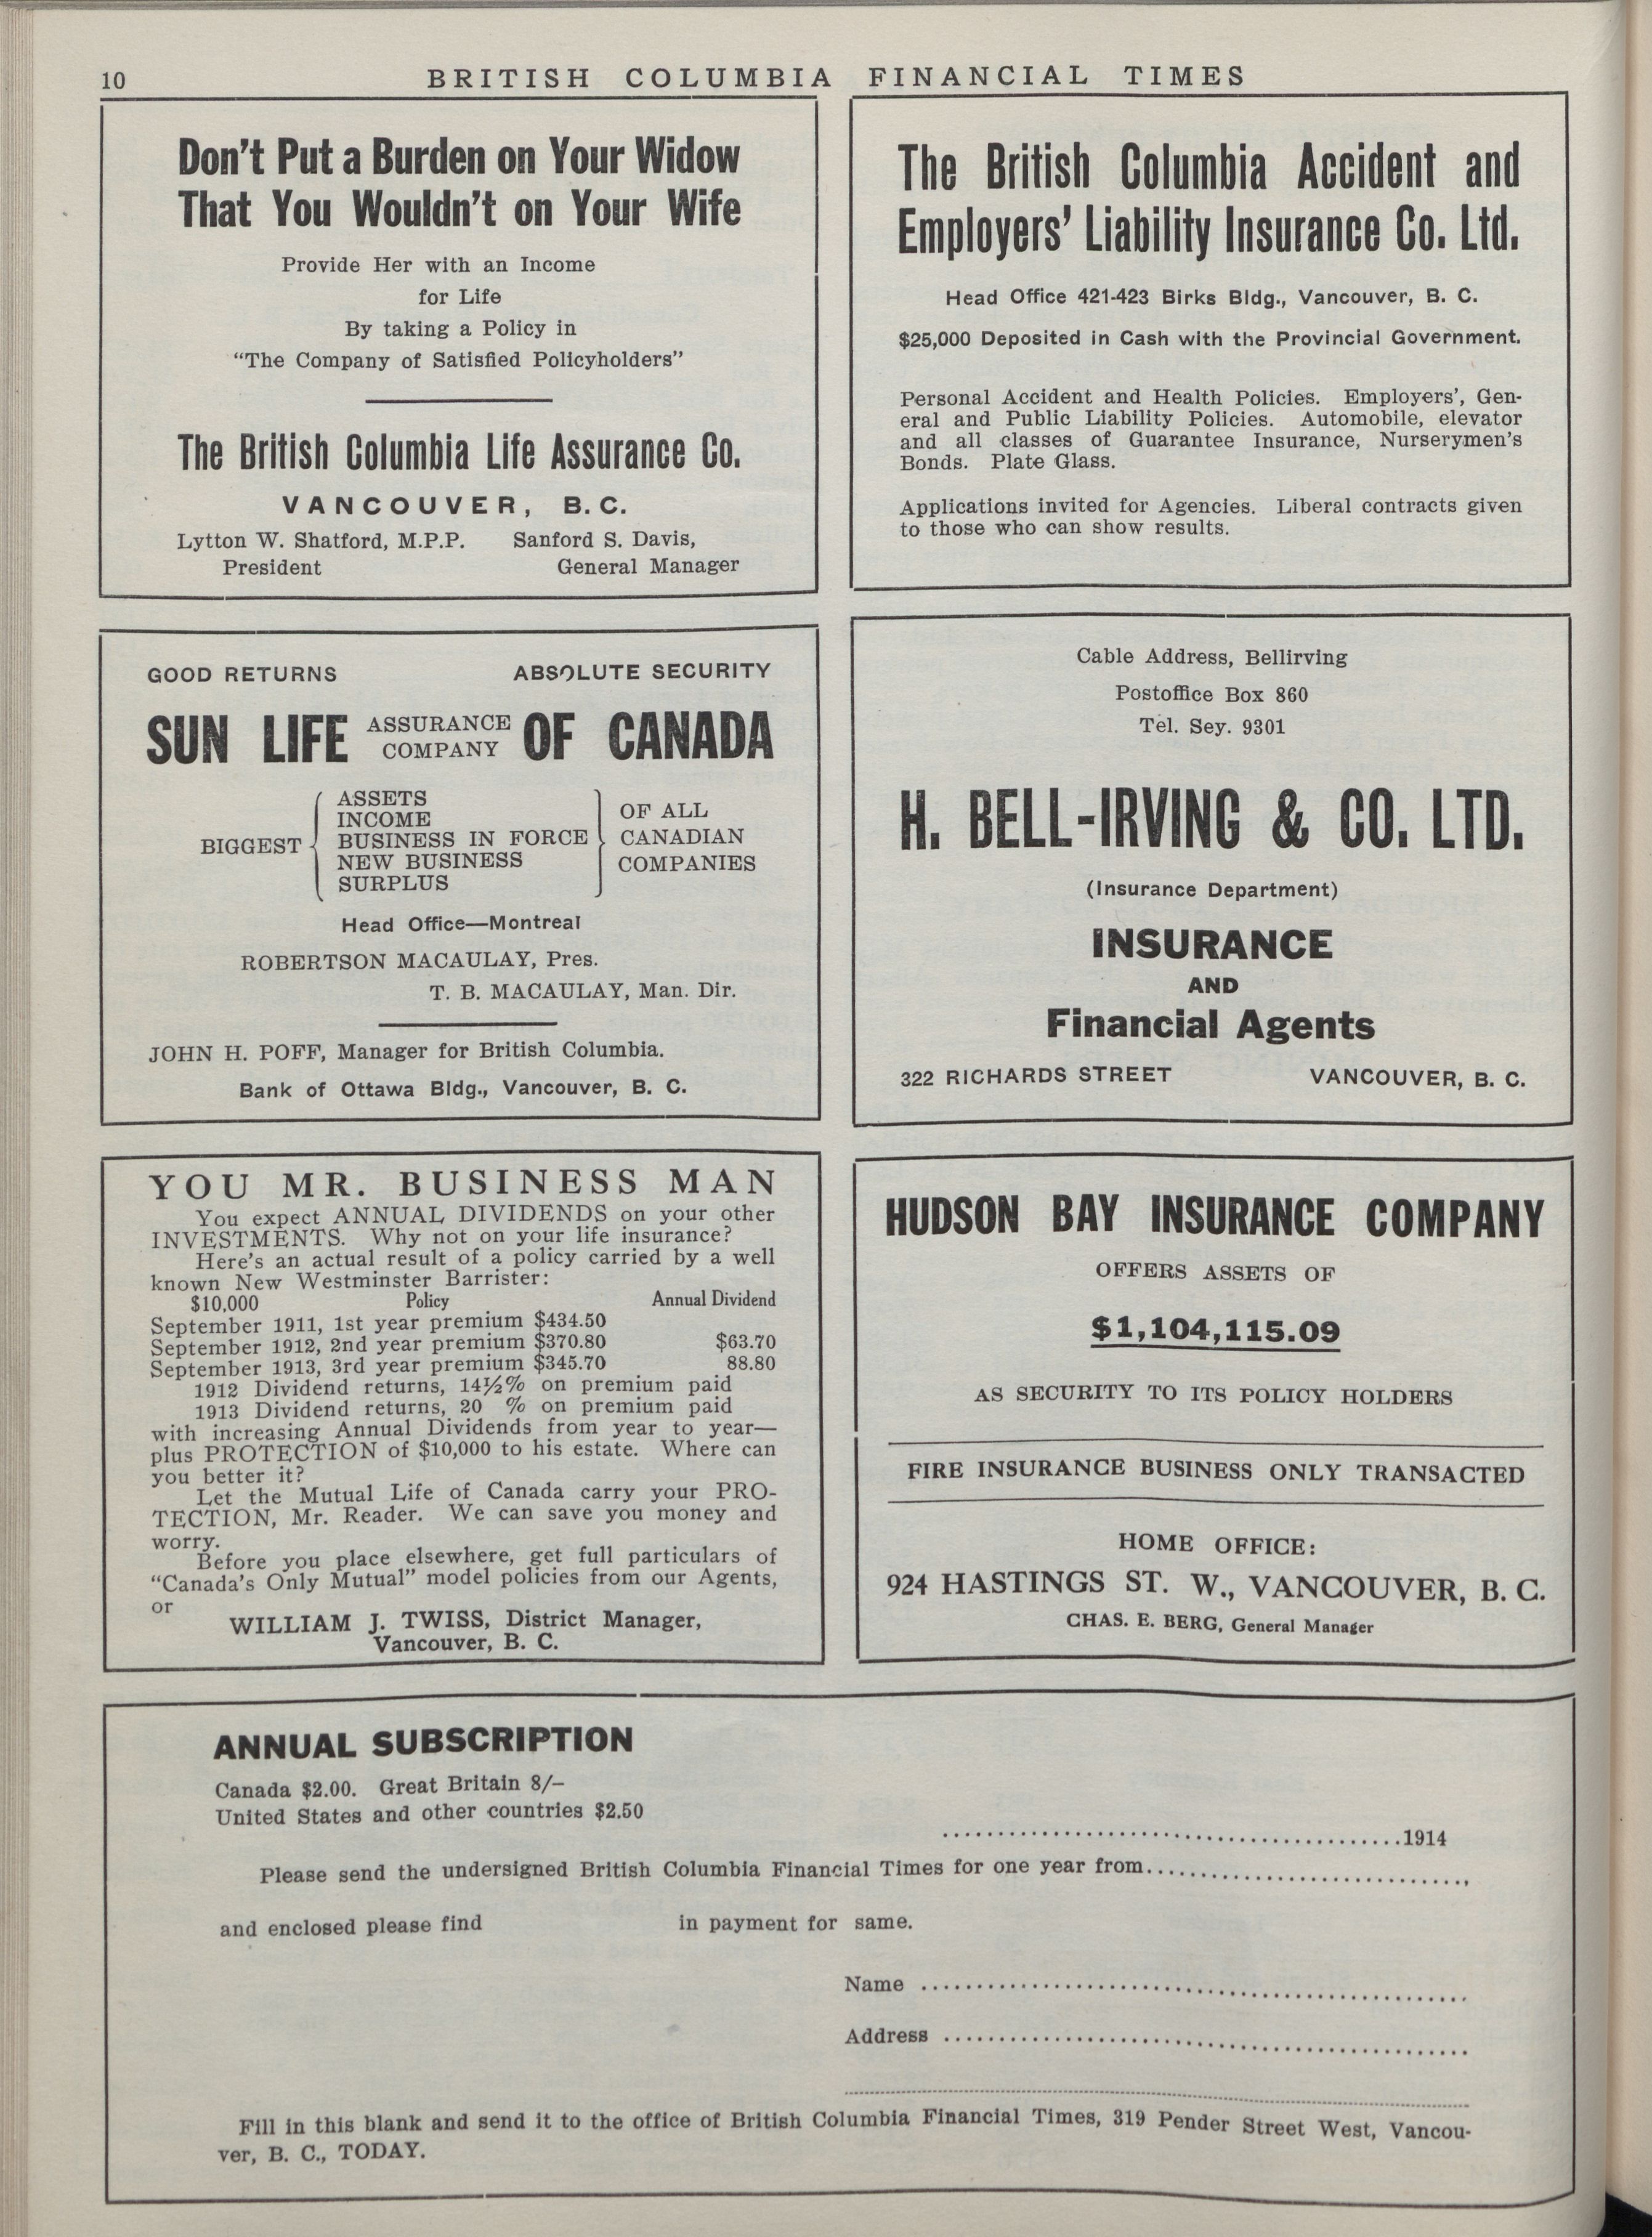 10
BRITISH COLUMBIA FINANCIAL TIMES
Don't Put a Burden on Your Widow
That You Wouldn't on Your Wife
Provide Her with an Income
for Life
By taking a Policy in
"The Company of Satisfied Policyholders"
The British Columbia Life Assurance Co.
VANCOUVER, B.C.
Lytton W. Shatford, M.P.P. Sanford S. Davis,
President General Manager
The British Columbia Accident and
Employers' Liability Insurance Co. Ltd.
Head Office 421-423 Birks Bldg., Vancouver, B. C.
$25,000 Deposited in Cash with the Provincial Government.
Personal Accident and Health Policies. Employers', Gen-
eral and Public Liability Policies. Automobile, elevator
and all classes of Guarantee Insurance, Nurserymen's
Bonds. Plate Glass.
Applications invited for Agencies. Liberal contracts given
to those who can show results.
GOOD RETURNS ABSOLUTE SECURITY
SUN LIFE ASSURANCE COMPANY OF CANADA
BIGGEST
ASSETS
INCOME
BUSINESS IN FORCE
NEW BUSINESS
SURPLUS
OF ALL
CANADIAN
COMPANIES
Head Office—Montreal
ROBERTSON MACAULAY, Pres.
T. B. MACAULAY, Man. Dir.
JOHN H. POFF, Manager for British Columbia.
Bank of Ottawa Bldg., Vancouver, B. C.
Cable Address, Bellirving
Postoffice Box 860
Tel. Sey. 9301
H. BELL-IRVING & CO. LTD.
(Insurance Department)
INSURANCE
AND
Financial Agents
322 RICHARDS STREET VANCOUVER, B. C.
YOU MR. BUSINESS MAN
You expect ANNUAL DIVIDENDS on your other
INVESTMENTS. Why not on your life insurance?
Here's an actual result of a policy carried by a well
known New Westminster Barrister:
$10,000 Policy Annual Dividend
September 1911, 1st year premium $434.50
September 1912, 2nd year premium $370.80 $63.70
September 1913, 3rd year premium $345.70 88.80
1912 Dividend returns, 14½% on premium paid
1913 Dividend returns, 20 % on premium paid
with increasing Annual Dividends from year to year—
plus PROTECTION of $10,000 to his estate. Where can
you better it?
Let the Mutual Life of Canada carry your PRO-
TECTION, Mr. Reader. We can save you money and
worry.
Before you place elsewhere, get full particulars of
"Canada's Only Mutual" model policies from our Agents,
or
WILLIAM J. TWISS, District Manager,
Vancouver, B. C.
HUDSON BAY INSURANCE COMPANY
OFFERS ASSETS OF
$1,104,115.09
AS SECURITY TO ITS POLICY HOLDERS
FIRE INSURANCE BUSINESS ONLY TRANSACTED
HOME OFFICE:
924 HASTINGS ST. W., VANCOUVER, B. C.
CHAS. E. BERG, General Manager
ANNUAL SUBSCRIPTION
Canada $2.00. Great Britain 8/–
United States and other countries $2.50
..........................................1914
Please send the undersigned British Columbia Financial Times for one year from..............................,
and enclosed please find in payment for same.
Name ..................................................
Address ................................................
Fill in this blank and send it to the office of British Columbia Financial Times, 319 Pender Street West, Vancou-
ver, B. C., TODAY.